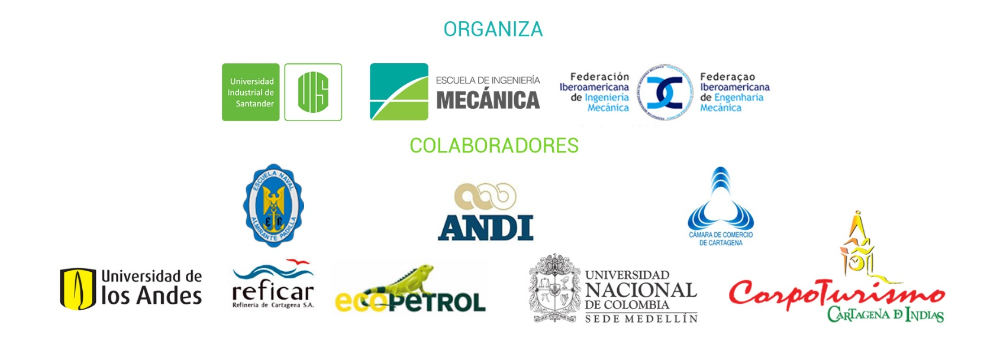 ORGANIZA
Universidad
Industrial de
Santander
UIS
ESCUELA DE INGENIERÍA
MECÁNICA
Federación
Iberoamericana
de Ingeniería
Mecánica
Federaçao
Iberoamericana
de Engenharia
Mecánica
COLABORADORES
ESCUELA NAVAL
E N
ALMIRANTE PADILLA
ANDI
CÁMARA DE COMERCIO
DE CARTAGENA
Universidad de
los Andes
reficar
Refinería de Cartagena S.A.
ecoPETROL
UNIVERSIDAD
NACIONAL
DE COLOMBIA
SEDE MEDELLÍN
CorpoTurismo
CARTAGENA D INDIAS